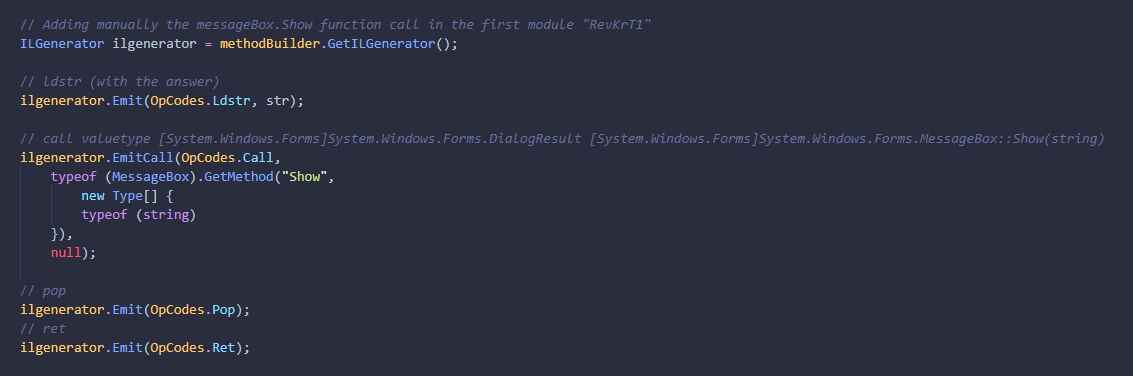 // Adding manually the messageBox.Show function call in the first module "RevKrT1"
ILGenerator ilgenerator = methodBuilder.GetILGenerator();
// ldstr (with the answer)
ilgenerator.Emit(OpCodes.Ldstr, str);
// call valuetype [System.Windows.Forms]System.Windows.Forms.DialogResult [System.Windows.Forms]System.Windows.Forms.MessageBox::Show(string)
ilgenerator.EmitCall(OpCodes.Call,
typeof (MessageBox).GetMethod("Show",
new Type[] {
typeof (string)
}),
null);
// pop
ilgenerator.Emit(OpCodes.Pop);
// ret
ilgenerator.Emit(OpCodes.Ret);